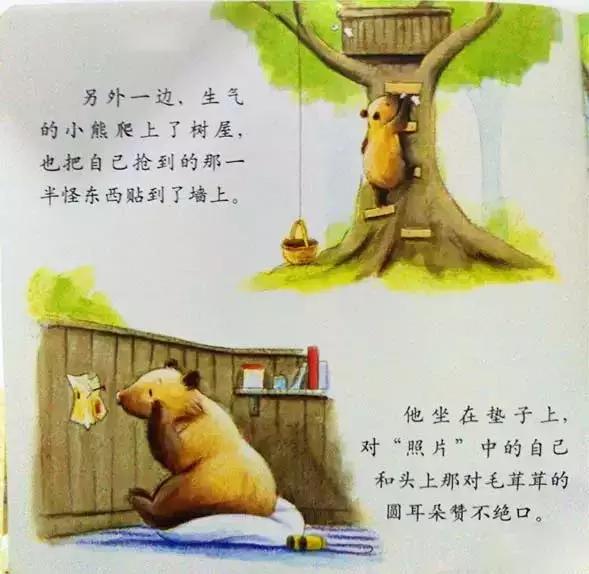 另外一边，生气
的小熊爬上了树屋，
也把自己抢到的那一
半怪东西贴到了墙上。
他坐在垫子上，
对“照片”中的自己
和头上那对毛茸茸的
圆耳朵赞不绝口。